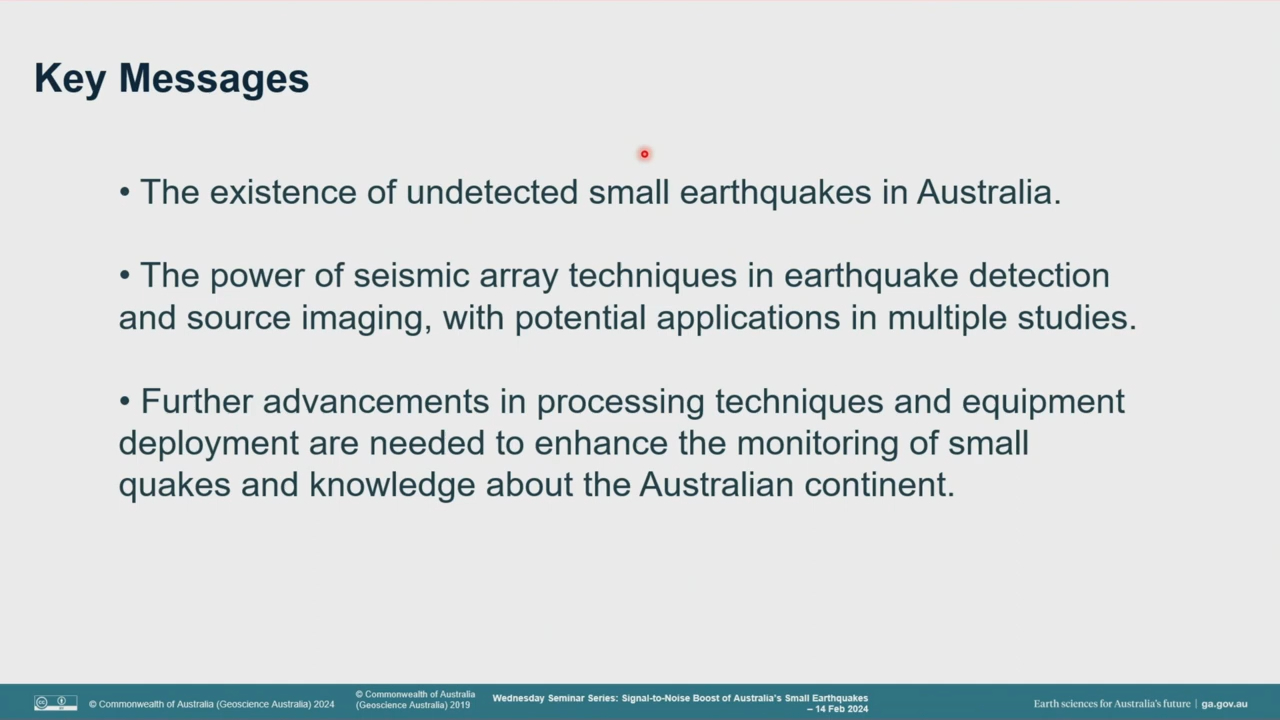 Key Messages
• The existence of undetected small earthquakes in Australia.
• The power of seismic array techniques in earthquake detection
and source imaging, with potential applications in multiple studies.
• Further advancements in processing techniques and equipment
deployment are needed to enhance the monitoring of small
quakes and knowledge about the Australian continent.
© Commonwealth of Australia (Geoscience Australia) 2024
© Commonwealth of Australia
(Geoscience Australia) 2019
Wednesday Seminar Series: Signal-to-Noise Boost of Australia's Small Earthquakes
– 14 Feb 2024
Earth sciences for Australia's future | ga.gov.au